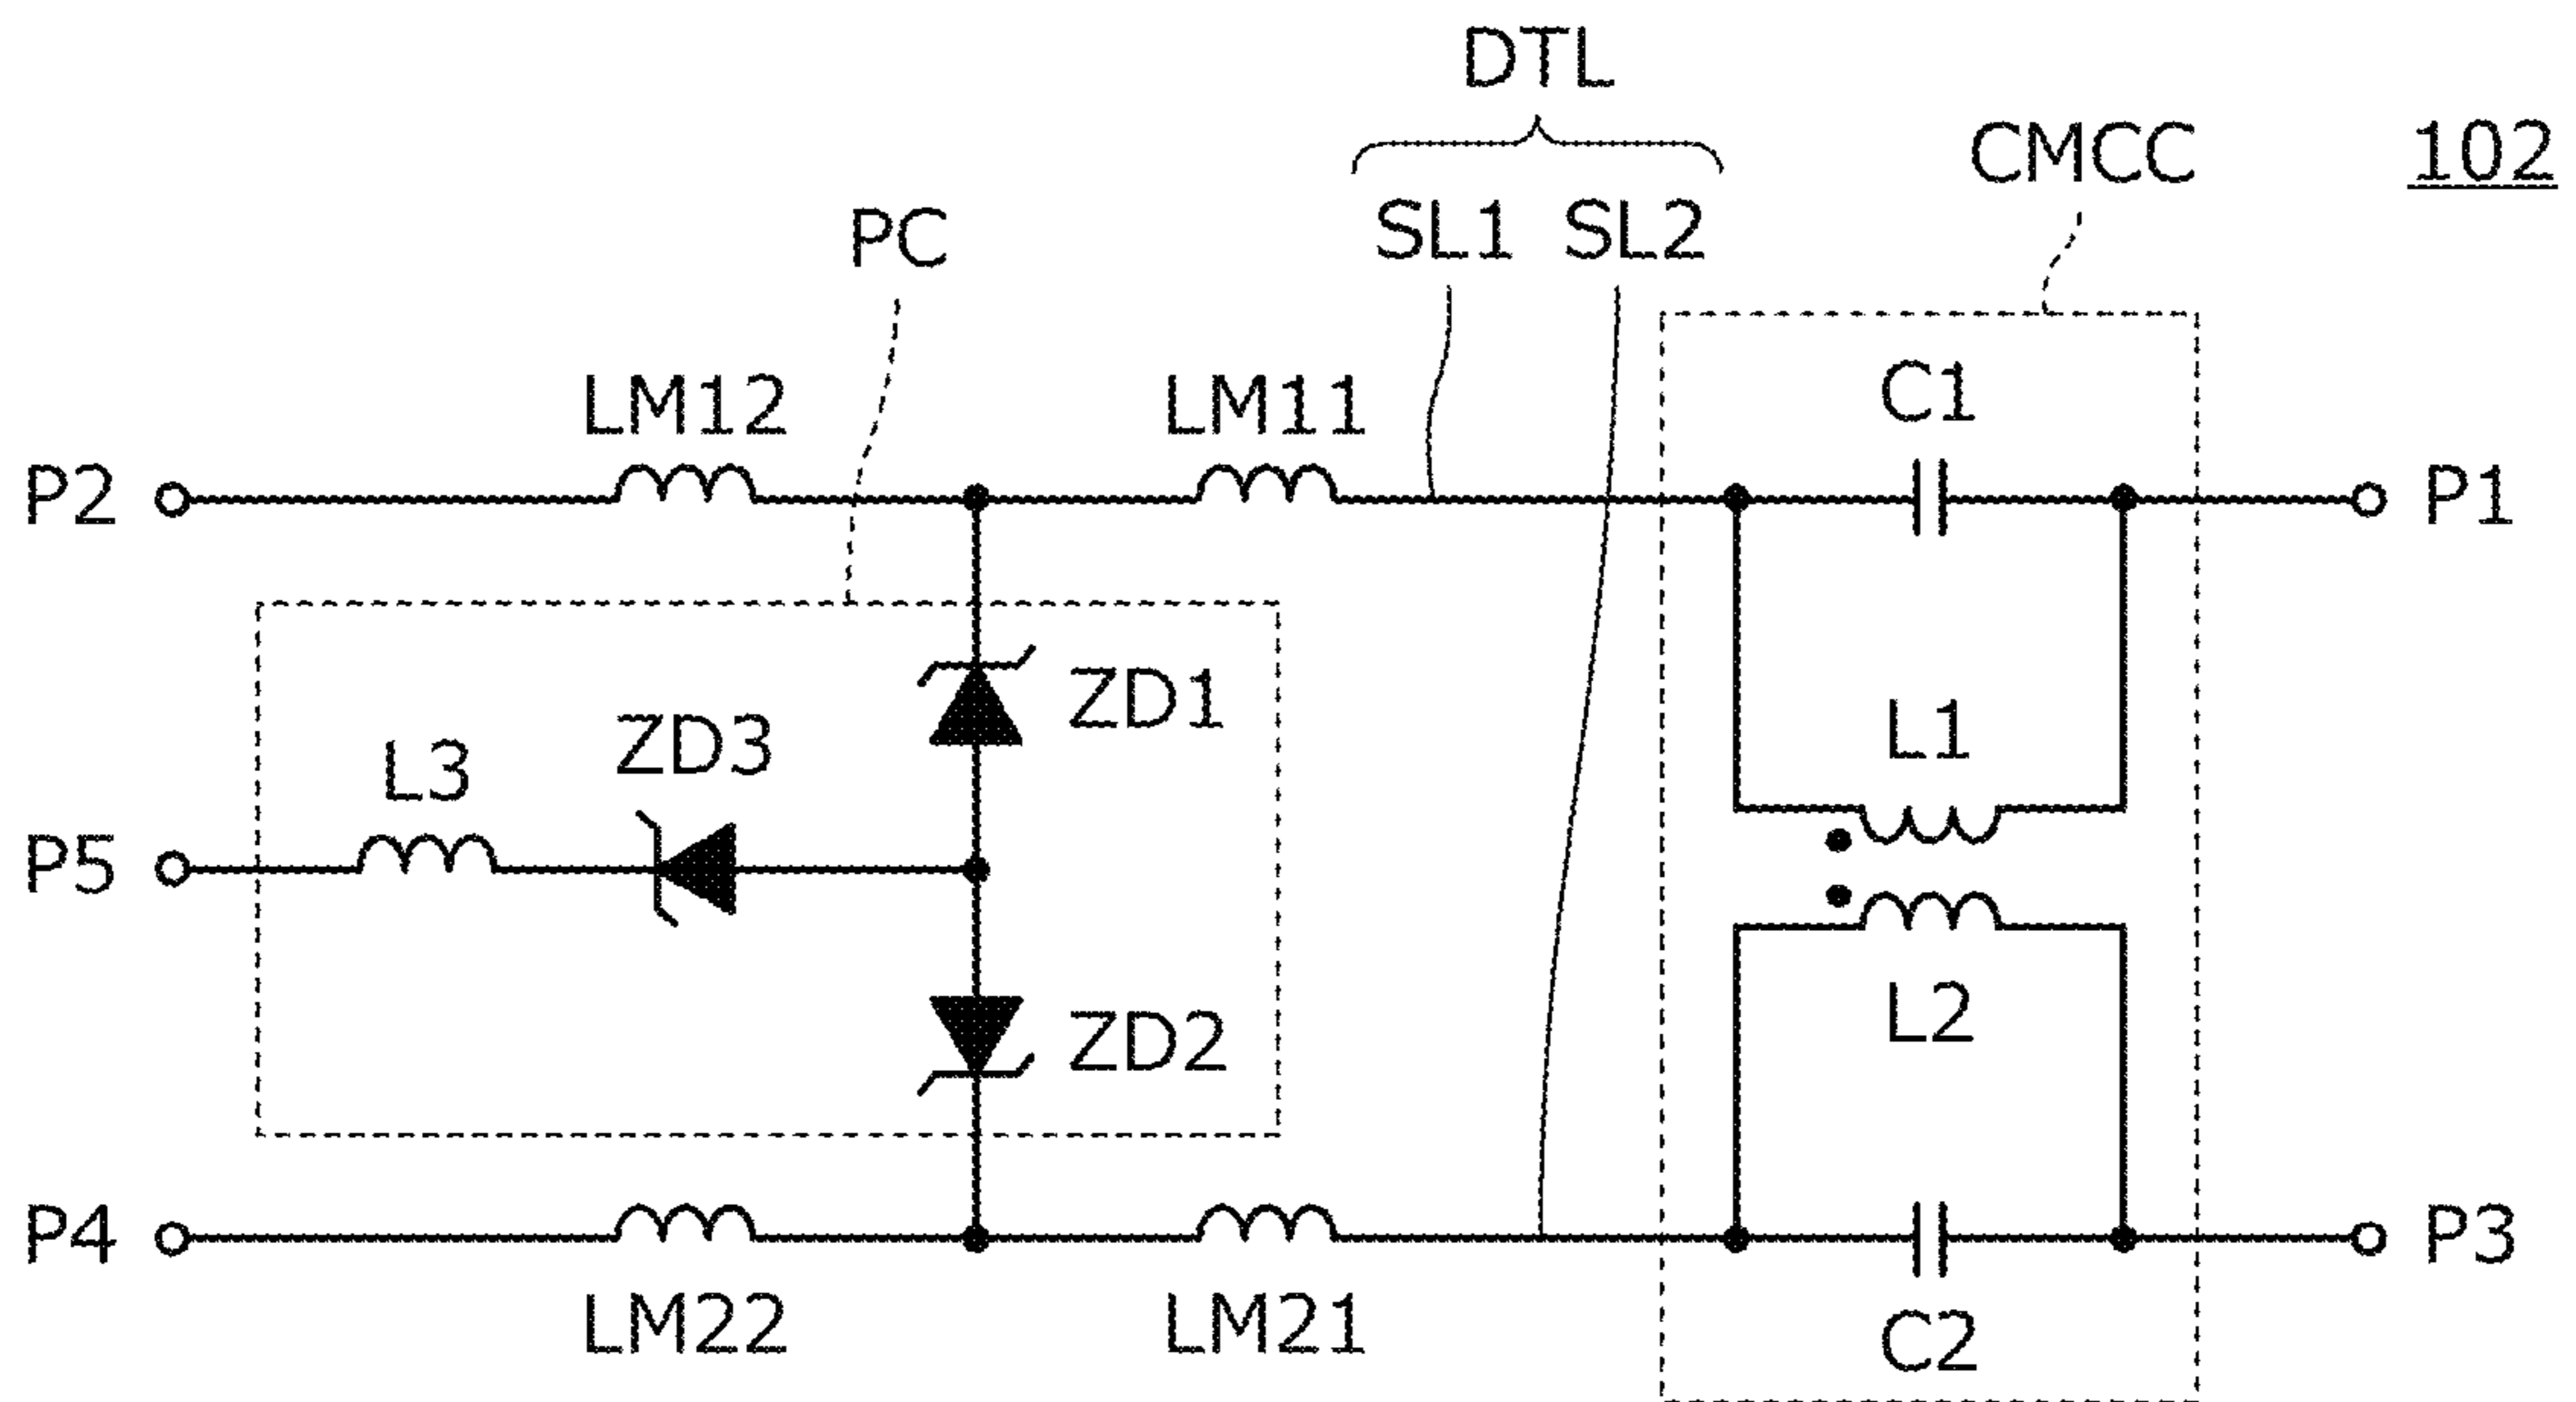 DTL
CMCC
102
PC
SL1 SL2
LM12
LM11
C1
P2
P1
ZD1
L1
L3
ZD3
P5
L2
ZD2
P4
P3
LM22
LM21
C2